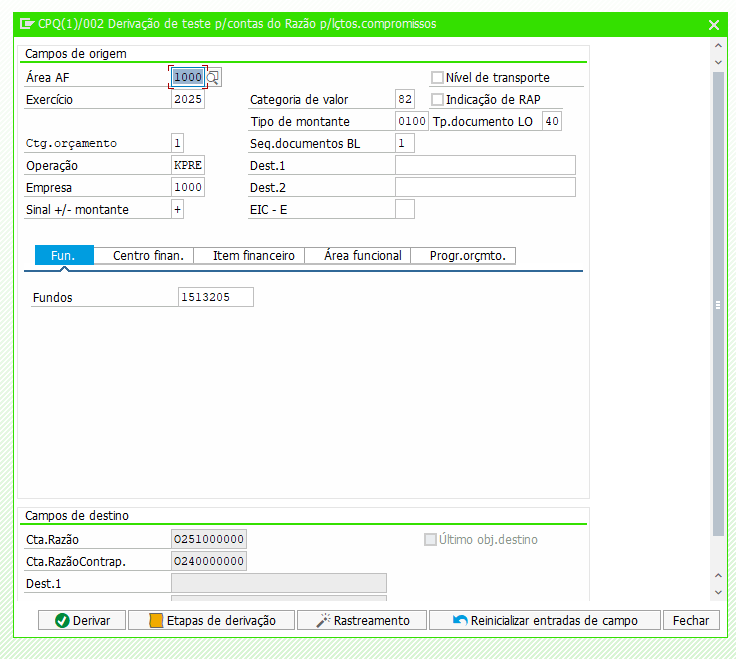 CPQ(1)/002 Derivação de teste p/contas do Razão p/lçtos.compromissos
Campos de origem
Área AF 1000 Nível de transporte
Exercício 2025 Categoria de valor 82 Indicação de RAP
Tipo de montante 0100 Tp.documento LO 40
Ctg.orçamento 1 Seq.documentos BL 1
Operação KPRE Dest.1
Empresa 1000 Dest.2
Sinal +/- montante + EIC - E
Fun. Centro finan. Item financeiro Área funcional Progr.orçmto.
Fundos 1513205
Campos de destino
Cta.Razão O251000000 Último obj.destino
Cta.RazãoContrap. O240000000
Dest.1
Derivar Etapas de derivação Rastreamento Reinicializar entradas de campo Fechar